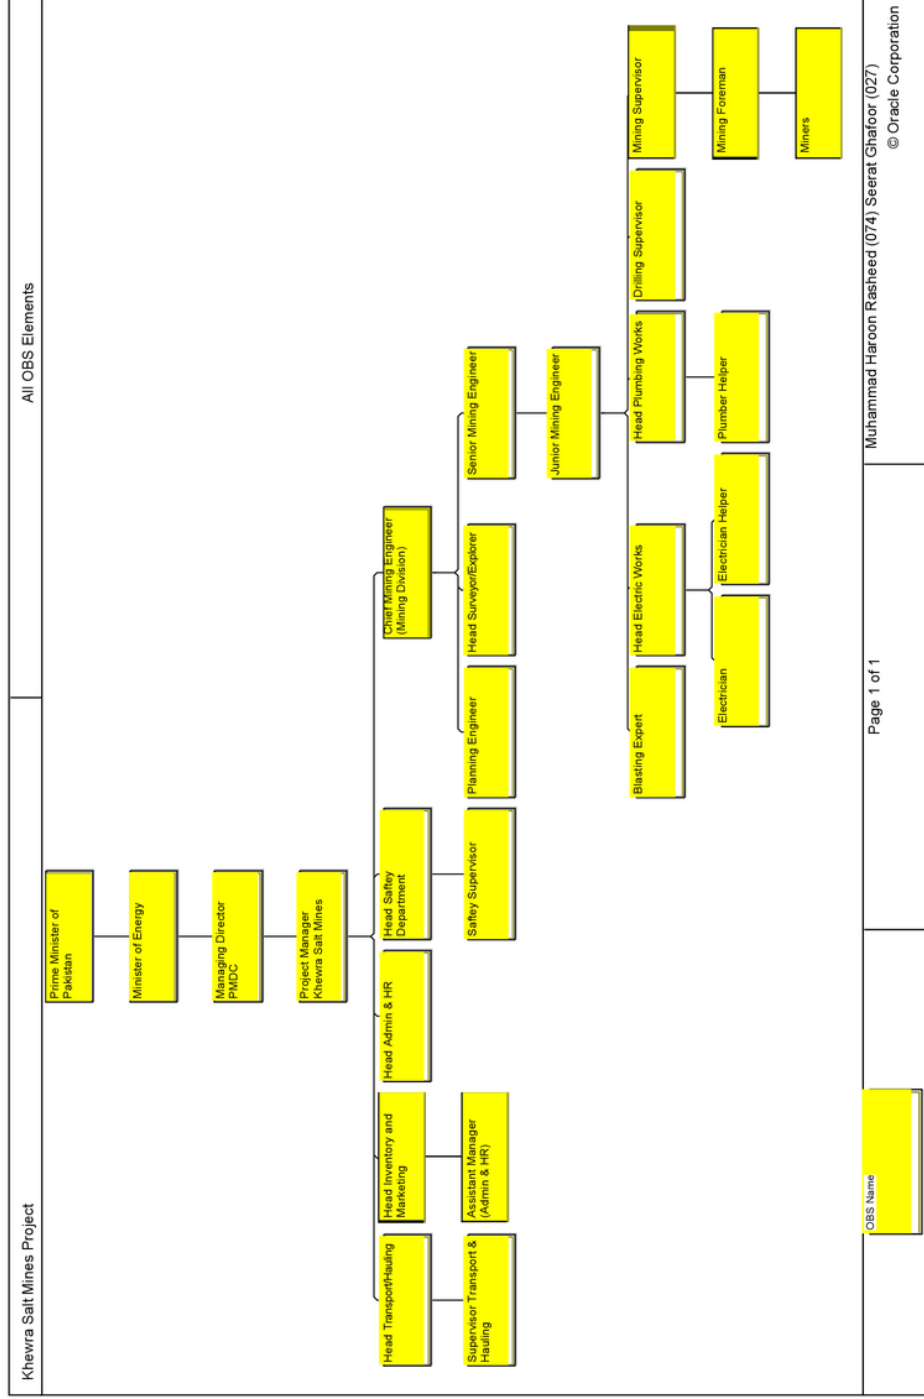 Khewra Salt Mines Project
All OBS Elements
Prime Minister of
Pakistan
Minister of Energy
Managing Director
PMDC
Project Manager
Khewra Salt Mines
Head Transport/Hauling
Head Inventory and
Marketing
Head Admin & HR
Head Saftey
Department
Chief Mining Engineer
(Mining Division)
Supervisor Transport &
Hauling
Assistant Manager
(Admin & HR)
Saftey Supervisor
Planning Engineer
Head Surveyor/Explorer
Senior Mining Engineer
Junior Mining Engineer
Blasting Expert
Head Electric Works
Head Plumbing Works
Drilling Supervisor
Mining Supervisor
Electrician
Electrician Helper
Plumber Helper
Mining Foreman
Miners
OBS Name
Page 1 of 1
Muhammad Haroon Rasheed (074) Seerat Ghafoor (027)
© Oracle Corporation